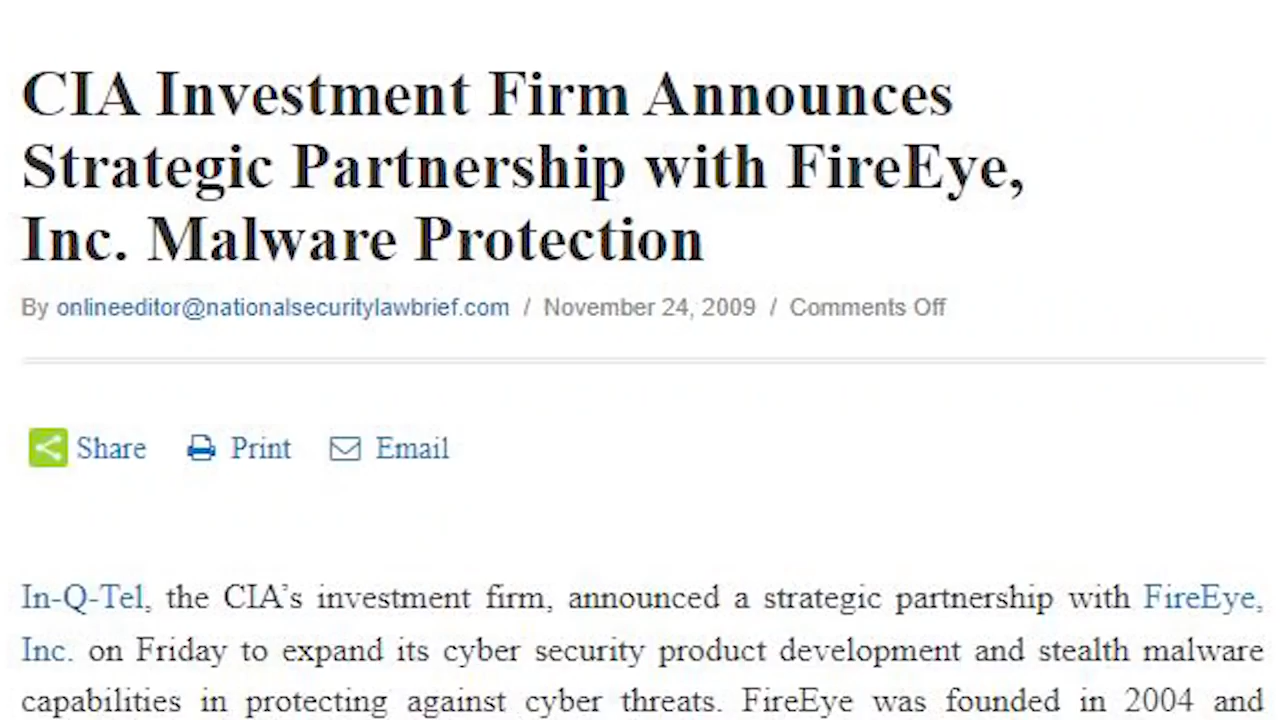 CIA Investment Firm Announces
Strategic Partnership with FireEye,
Inc. Malware Protection
By onlineeditor@nationalsecuritylawbrief.com / November 24, 2009 / Comments Off
Share Print Email
In-Q-Tel, the CIA's investment firm, announced a strategic partnership with FireEye,
Inc. on Friday to expand its cyber security product development and stealth malware
capabilities in protecting against cyber threats. FireEye was founded in 2004 and